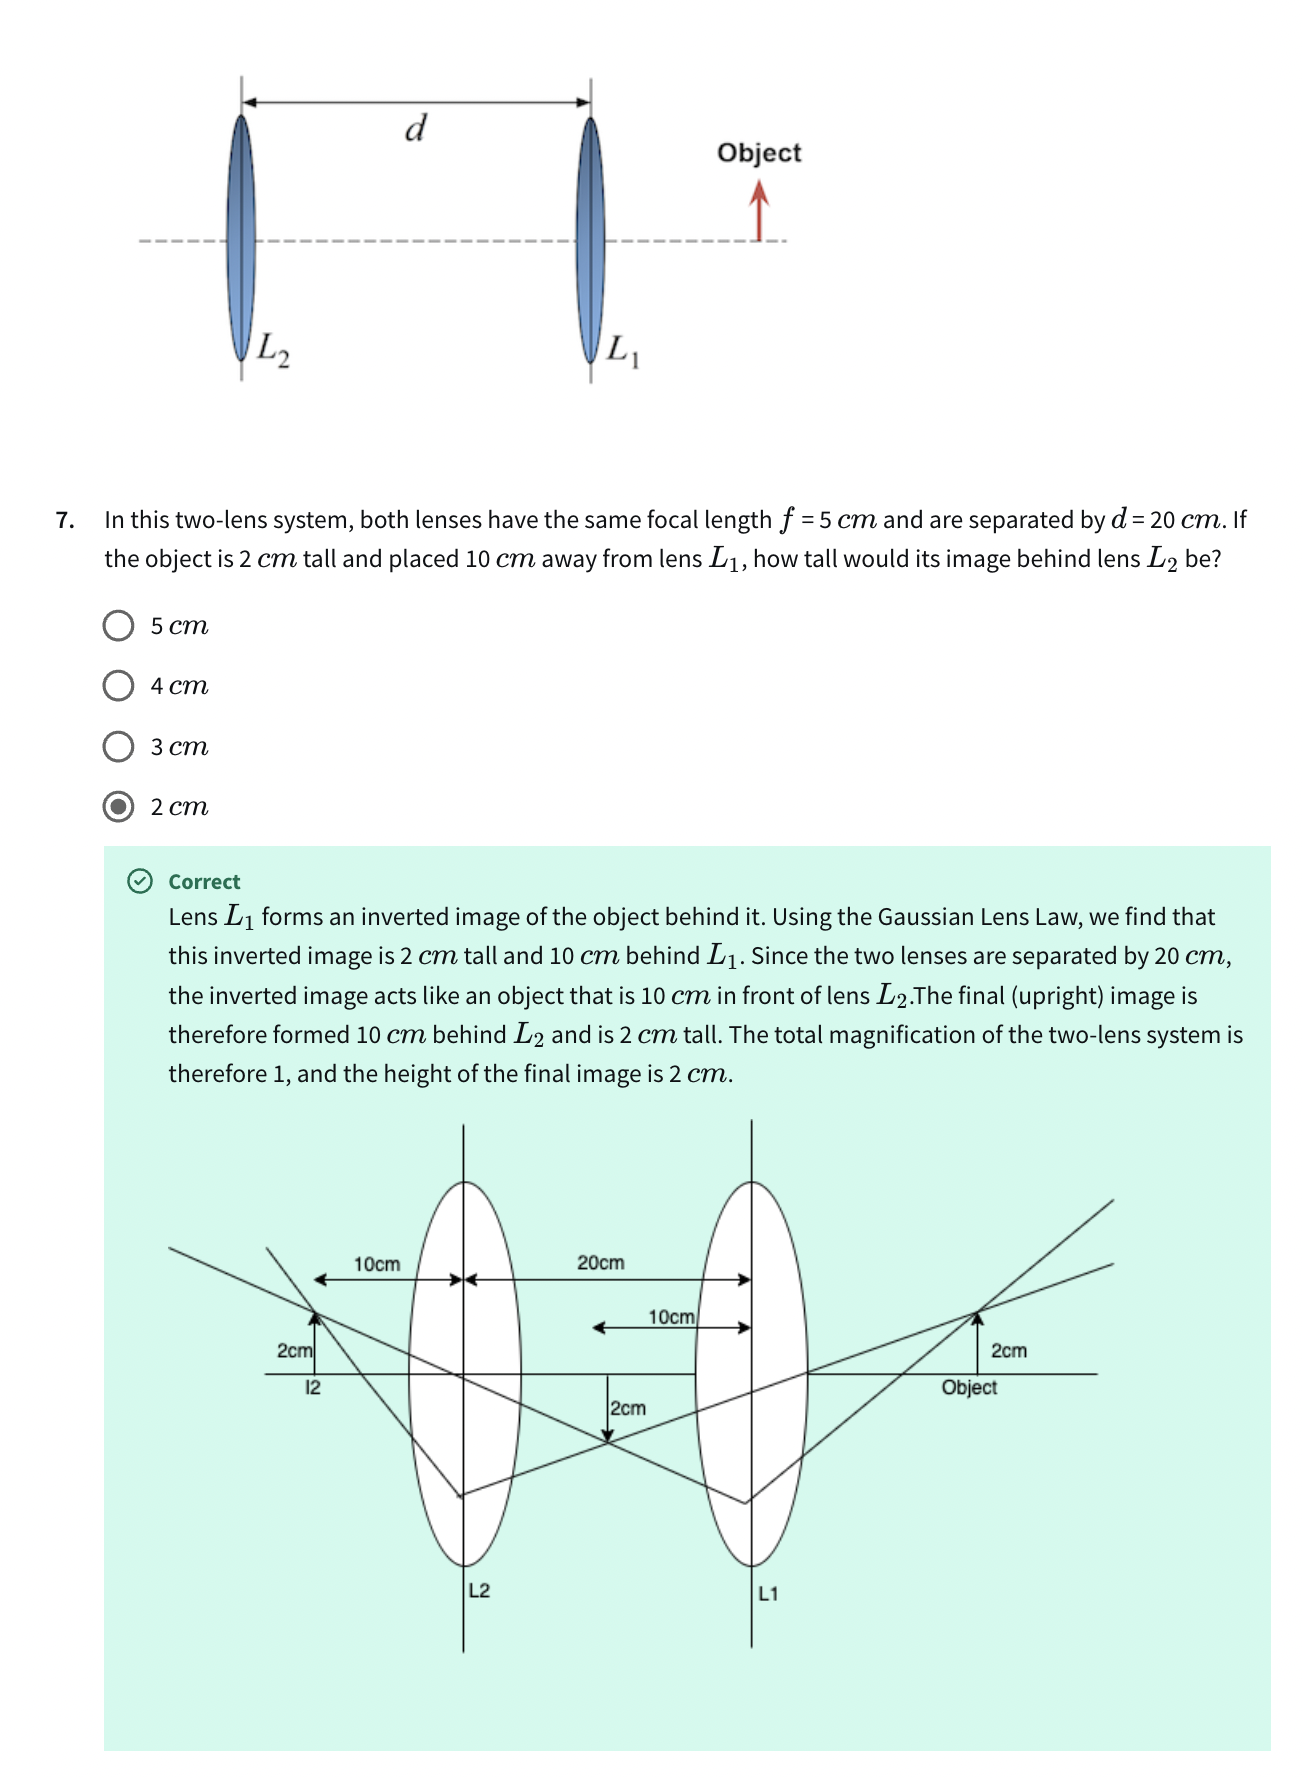 d
Object
L₂
L₁
7. In this two-lens system, both lenses have the same focal length f = 5 cm and are separated by d = 20 cm. If
the object is 2 cm tall and placed 10 cm away from lens L₁, how tall would its image behind lens L₂ be?
5 cm
4 cm
3 cm
2 cm
Correct
Lens L₁ forms an inverted image of the object behind it. Using the Gaussian Lens Law, we find that
this inverted image is 2 cm tall and 10 cm behind L₁. Since the two lenses are separated by 20 cm,
the inverted image acts like an object that is 10 cm in front of lens L₂.The final (upright) image is
therefore formed 10 cm behind L₂ and is 2 cm tall. The total magnification of the two-lens system is
therefore 1, and the height of the final image is 2 cm.
10cm
20cm
10cm
2cm
2cm
I2
Object
2cm
L2
L1